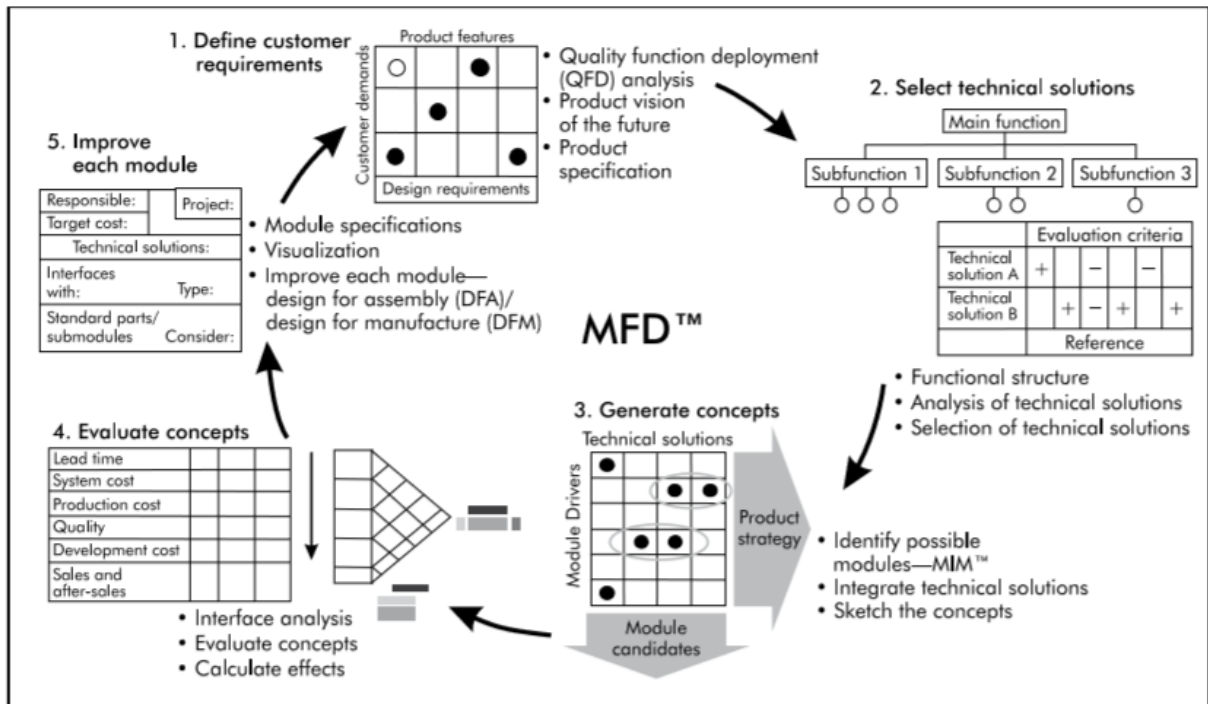 1. Define customer
requirements
Product features
Customer demands
Design requirements
• Quality function deployment
(QFD) analysis
• Product vision
of the future
• Product
specification
2. Select technical solutions
Main function
Subfunction 1
Subfunction 2
Subfunction 3
Evaluation criteria
Technical
solution A
+ − −
Technical
solution B
+ − + +
Reference
• Functional structure
• Analysis of technical solutions
• Selection of technical solutions
MFD™
3. Generate concepts
Technical solutions
Module Drivers
Product
strategy
Module
candidates
• Identify possible
modules—MIM™
• Integrate technical solutions
• Sketch the concepts
4. Evaluate concepts
Lead time
System cost
Production cost
Quality
Development cost
Sales and
after-sales
• Interface analysis
• Evaluate concepts
• Calculate effects
5. Improve
each module
Responsible:
Project:
Target cost:
Technical solutions:
Interfaces
with: Type:
Standard parts/
submodules Consider:
• Module specifications
• Visualization
• Improve each module—
design for assembly (DFA)/
design for manufacture (DFM)